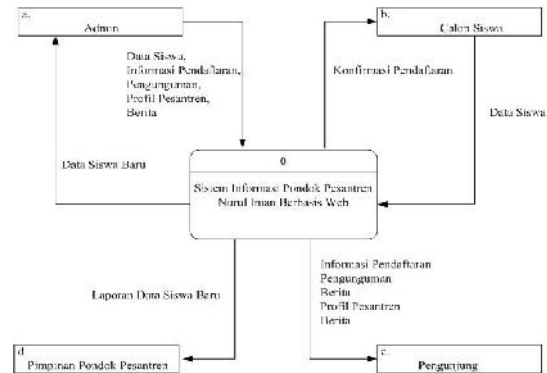 a.
Admin
b.
Calon Siswa
Data Siswa,
Informasi Pendaftaran,
Pengunguman,
Profil Pesantren,
Berita
Konfirmasi Pendaftaran
Data Siswa
Data Siswa Baru
0
Sistem Informasi Pondok Pesantren
Nurul Iman Berbasis Web
Laporan Data Siswa Baru
Informasi Pendaftaran
Pengunguman
Berita
Profil Pesantren
Berita
d
Pimpinan Pondok Pesantren
c.
Pengunjung